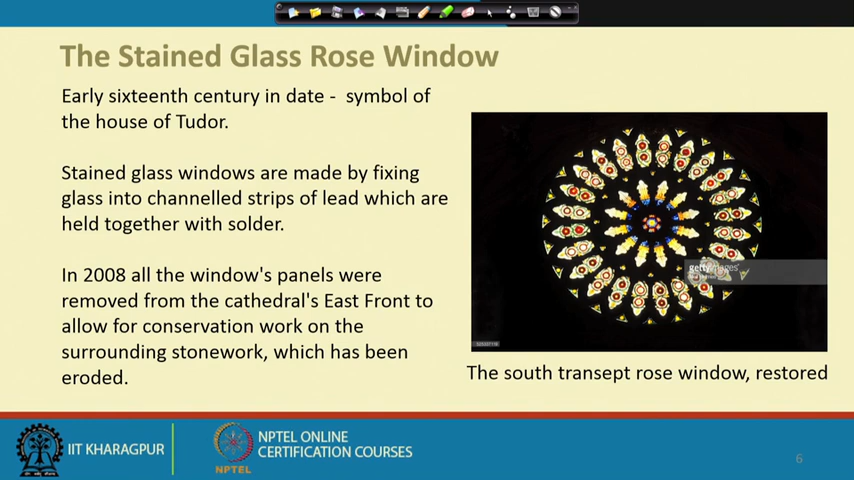 The Stained Glass Rose Window
Early sixteenth century in date - symbol of
the house of Tudor.
Stained glass windows are made by fixing
glass into channelled strips of lead which are
held together with solder.
In 2008 all the window's panels were
removed from the cathedral's East Front to
allow for conservation work on the
surrounding stonework, which has been
eroded.
gettyimages
The south transept rose window, restored
IIT KHARAGPUR
NPTEL
NPTEL ONLINE
CERTIFICATION COURSES
6